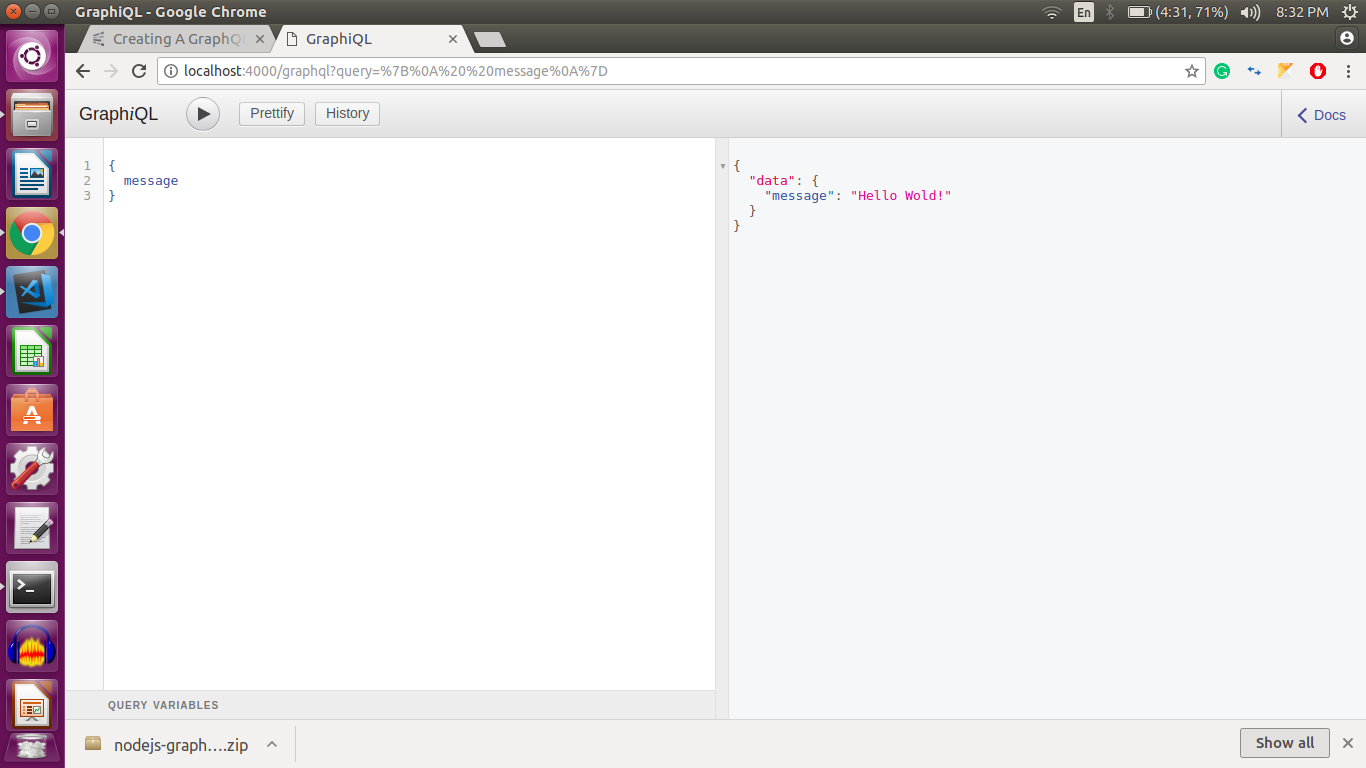 GraphiQL - Google Chrome
En
(4:31, 71%)
8:32 PM
Creating A GraphQ
GraphiQL
localhost:4000/graphql?query=%7B%0A%20%20message%0A%7D
GraphiQL
Prettify
History
Docs
1 {
2 message
3 }
{
"data": {
"message": "Hello Wold!"
}
}
QUERY VARIABLES
nodejs-graph....zip
Show all